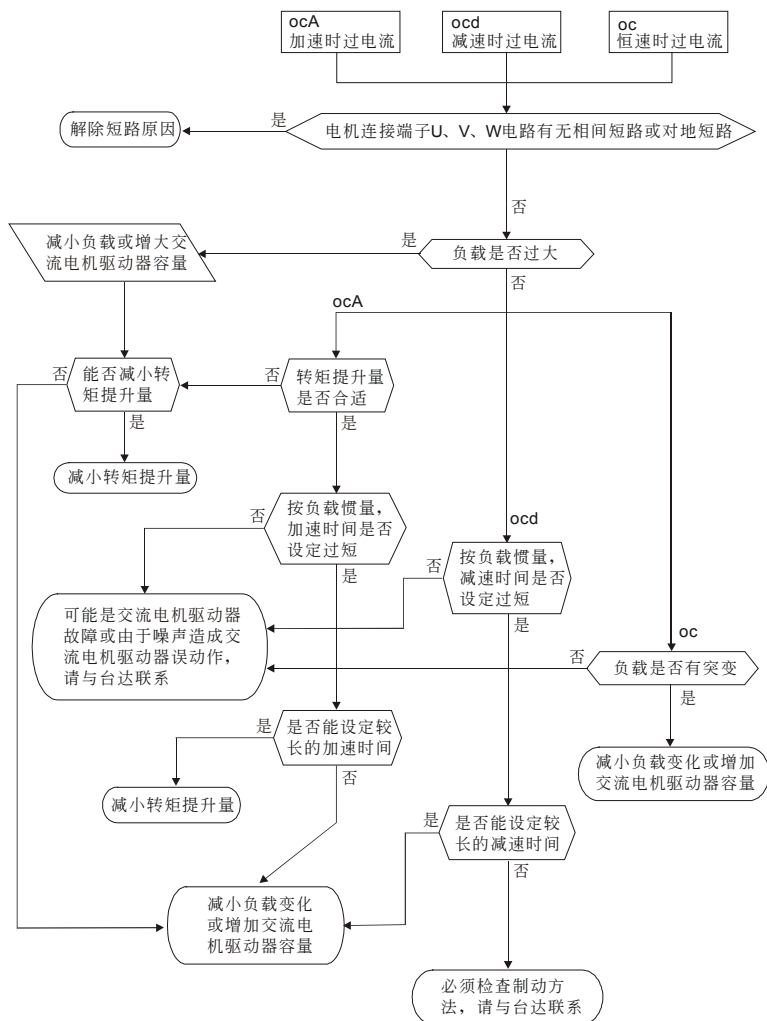 ocA
加速时过电流
ocd
减速时过电流
oc
恒速时过电流
是
解除短路原因
电机连接端子U、V、W电路有无相间短路或对地短路
否
减小负载或增大交
流电机驱动器容量
是
负载是否过大
否
ocA
否
能否减小转
矩提升量
否
转矩提升量
是否合适
是
是
减小转矩提升量
否
按负载惯量，
加速时间是否
设定过短
是
ocd
否
按负载惯量，
减速时间是否
设定过短
是
可能是交流电机驱动器
故障或由于噪声造成交
流电机驱动器误动作，
请与台达联系
oc
否
负载是否有突变
是
是
是否能设定较
长的加速时间
否
减小负载变化或增加
交流电机驱动器容量
减小转矩提升量
是
是否能设定较
长的减速时间
否
减小负载变化
或增加交流电
机驱动器容量
必须检查制动方
法，请与台达联系